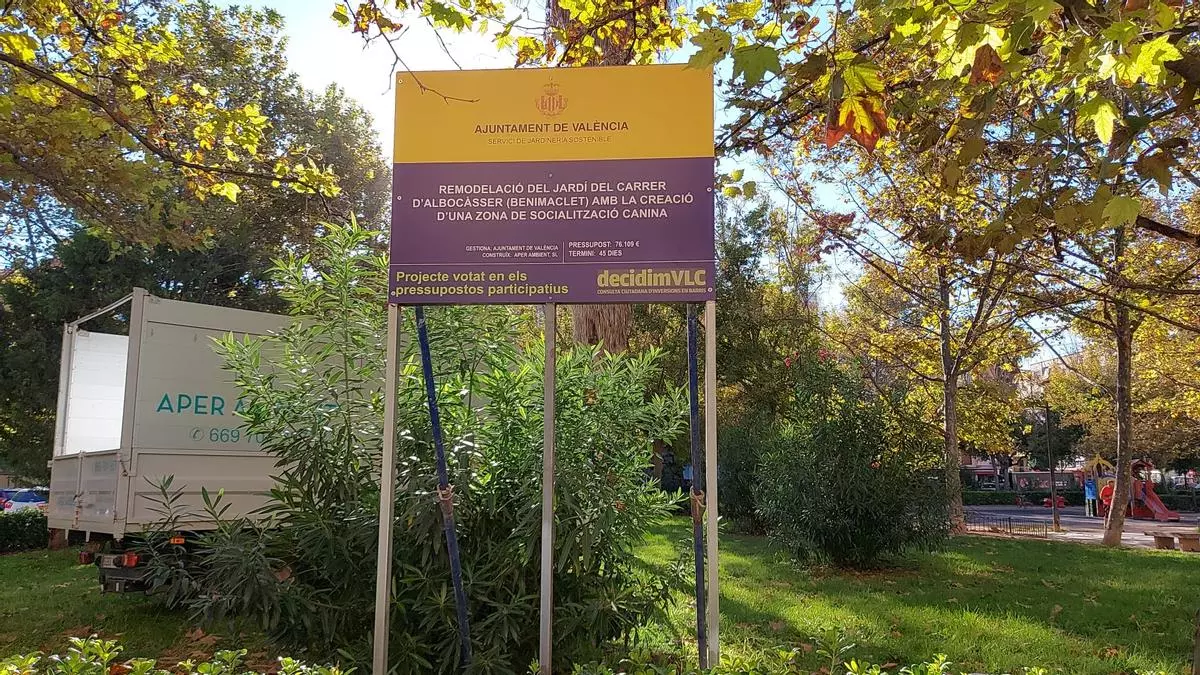 AJUNTAMENT DE VALÈNCIA
SERVICI DE JARDINERIA SOSTENIBLE
REMODELACIÓ DEL JARDÍ DEL CARRER
D'ALBOCÀSSER (BENIMACLET) AMB LA CREACIÓ
D'UNA ZONA DE SOCIALITZACIÓ CANINA
GESTIONA: AJUNTAMENT DE VALÈNCIA
CONSTRUÏX: APER AMBIENT, SL
PRESSUPOST: 76.109 €
TERMINI: 45 DIES
Projecte votat en els
pressupostos participatius
decidimVLC
CONSULTA CIUTADANA D'INVERSIONS EN BARRIS
APER
669